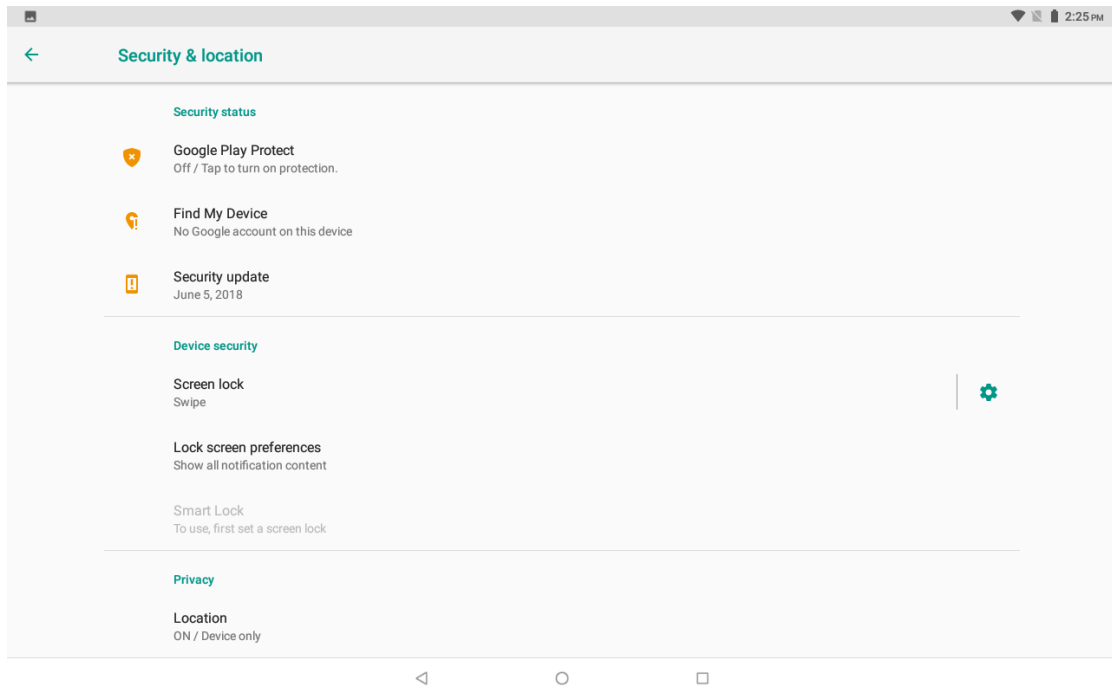 2:25 PM
Security & location
Security status
Google Play Protect
Off / Tap to turn on protection.
Find My Device
No Google account on this device
Security update
June 5, 2018
Device security
Screen lock
Swipe
Lock screen preferences
Show all notification content
Smart Lock
To use, first set a screen lock
Privacy
Location
ON / Device only